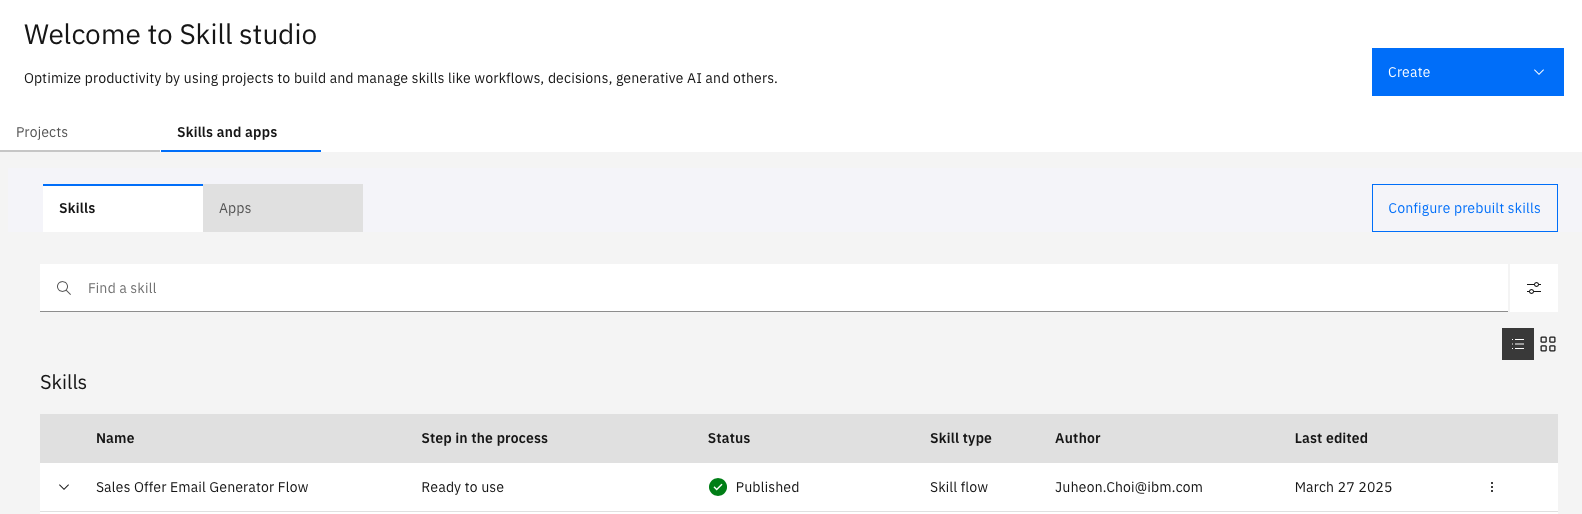 Welcome to Skill studio
Optimize productivity by using projects to build and manage skills like workflows, decisions, generative AI and others.
Create
Projects
Skills and apps
Skills
Apps
Configure prebuilt skills
Find a skill
Skills
Name Step in the process Status Skill type Author Last edited
Sales Offer Email Generator Flow Ready to use Published Skill flow Juheon.Choi@ibm.com March 27 2025